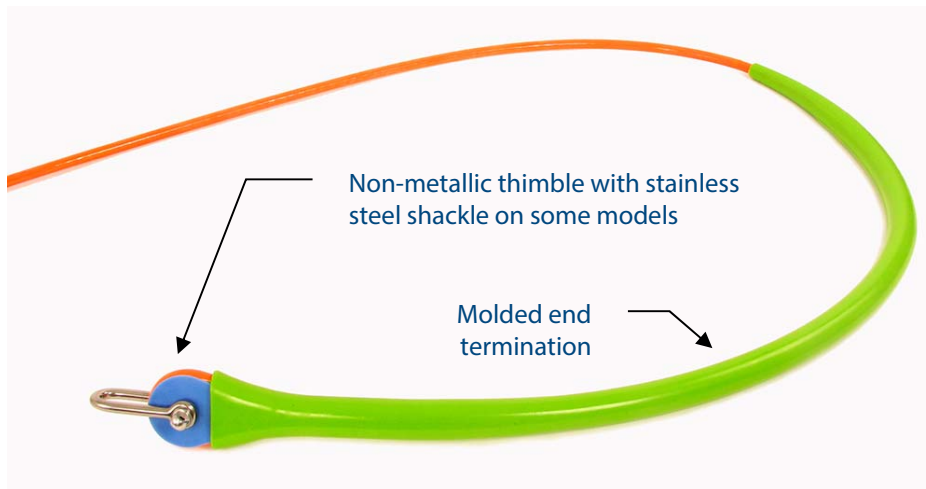 Non-metallic thimble with stainless
steel shackle on some models
Molded end
termination